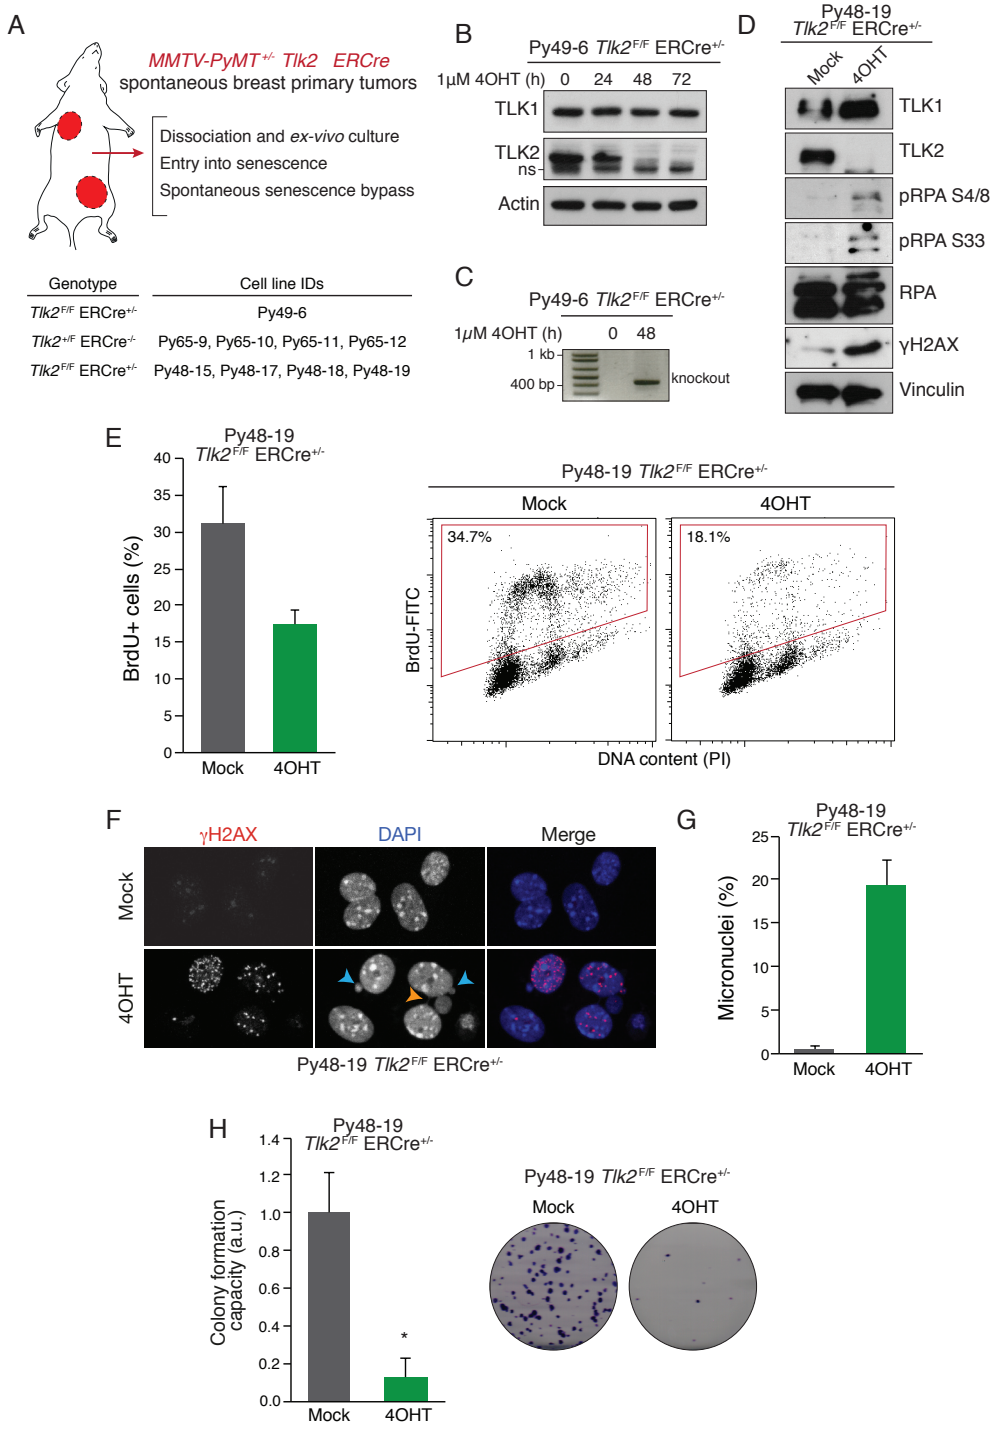 A
MMTV-PyMT+/- Tlk2 ERCre
spontaneous breast primary tumors
Dissociation and ex-vivo culture
Entry into senescence
Spontaneous senescence bypass
Genotype Cell line IDs
Tlk2F/F ERCre+/- Py49-6
Tlk2+/F ERCre-/- Py65-9, Py65-10, Py65-11, Py65-12
Tlk2F/F ERCre+/- Py48-15, Py48-17, Py48-18, Py48-19
B
Py49-6 Tlk2F/F ERCre+/-
1µM 4OHT (h) 0 24 48 72
TLK1
TLK2
ns
Actin
C
Py49-6 Tlk2F/F ERCre+/-
1µM 4OHT (h) 0 48
1 kb
400 bp
knockout
D
Py48-19
Tlk2F/F ERCre+/-
Mock 4OHT
TLK1
TLK2
pRPA S4/8
pRPA S33
RPA
γH2AX
Vinculin
E
Py48-19
Tlk2F/F ERCre+/-
BrdU+ cells (%)
40
35
30
25
20
15
10
5
0
Mock 4OHT
Py48-19 Tlk2F/F ERCre+/-
Mock 4OHT
34.7% 18.1%
BrdU-FITC
DNA content (PI)
F
γH2AX DAPI Merge
Mock
4OHT
Py48-19 Tlk2F/F ERCre+/-
G
Py48-19
Tlk2F/F ERCre+/-
Micronuclei (%)
25
20
15
10
5
0
Mock 4OHT
H
Py48-19
Tlk2F/F ERCre+/-
Colony formation
capacity (a.u.)
1.4
1.2
1.0
0.8
0.6
0.4
0.2
0.0
*
Mock 4OHT
Py48-19 Tlk2F/F ERCre+/-
Mock 4OHT